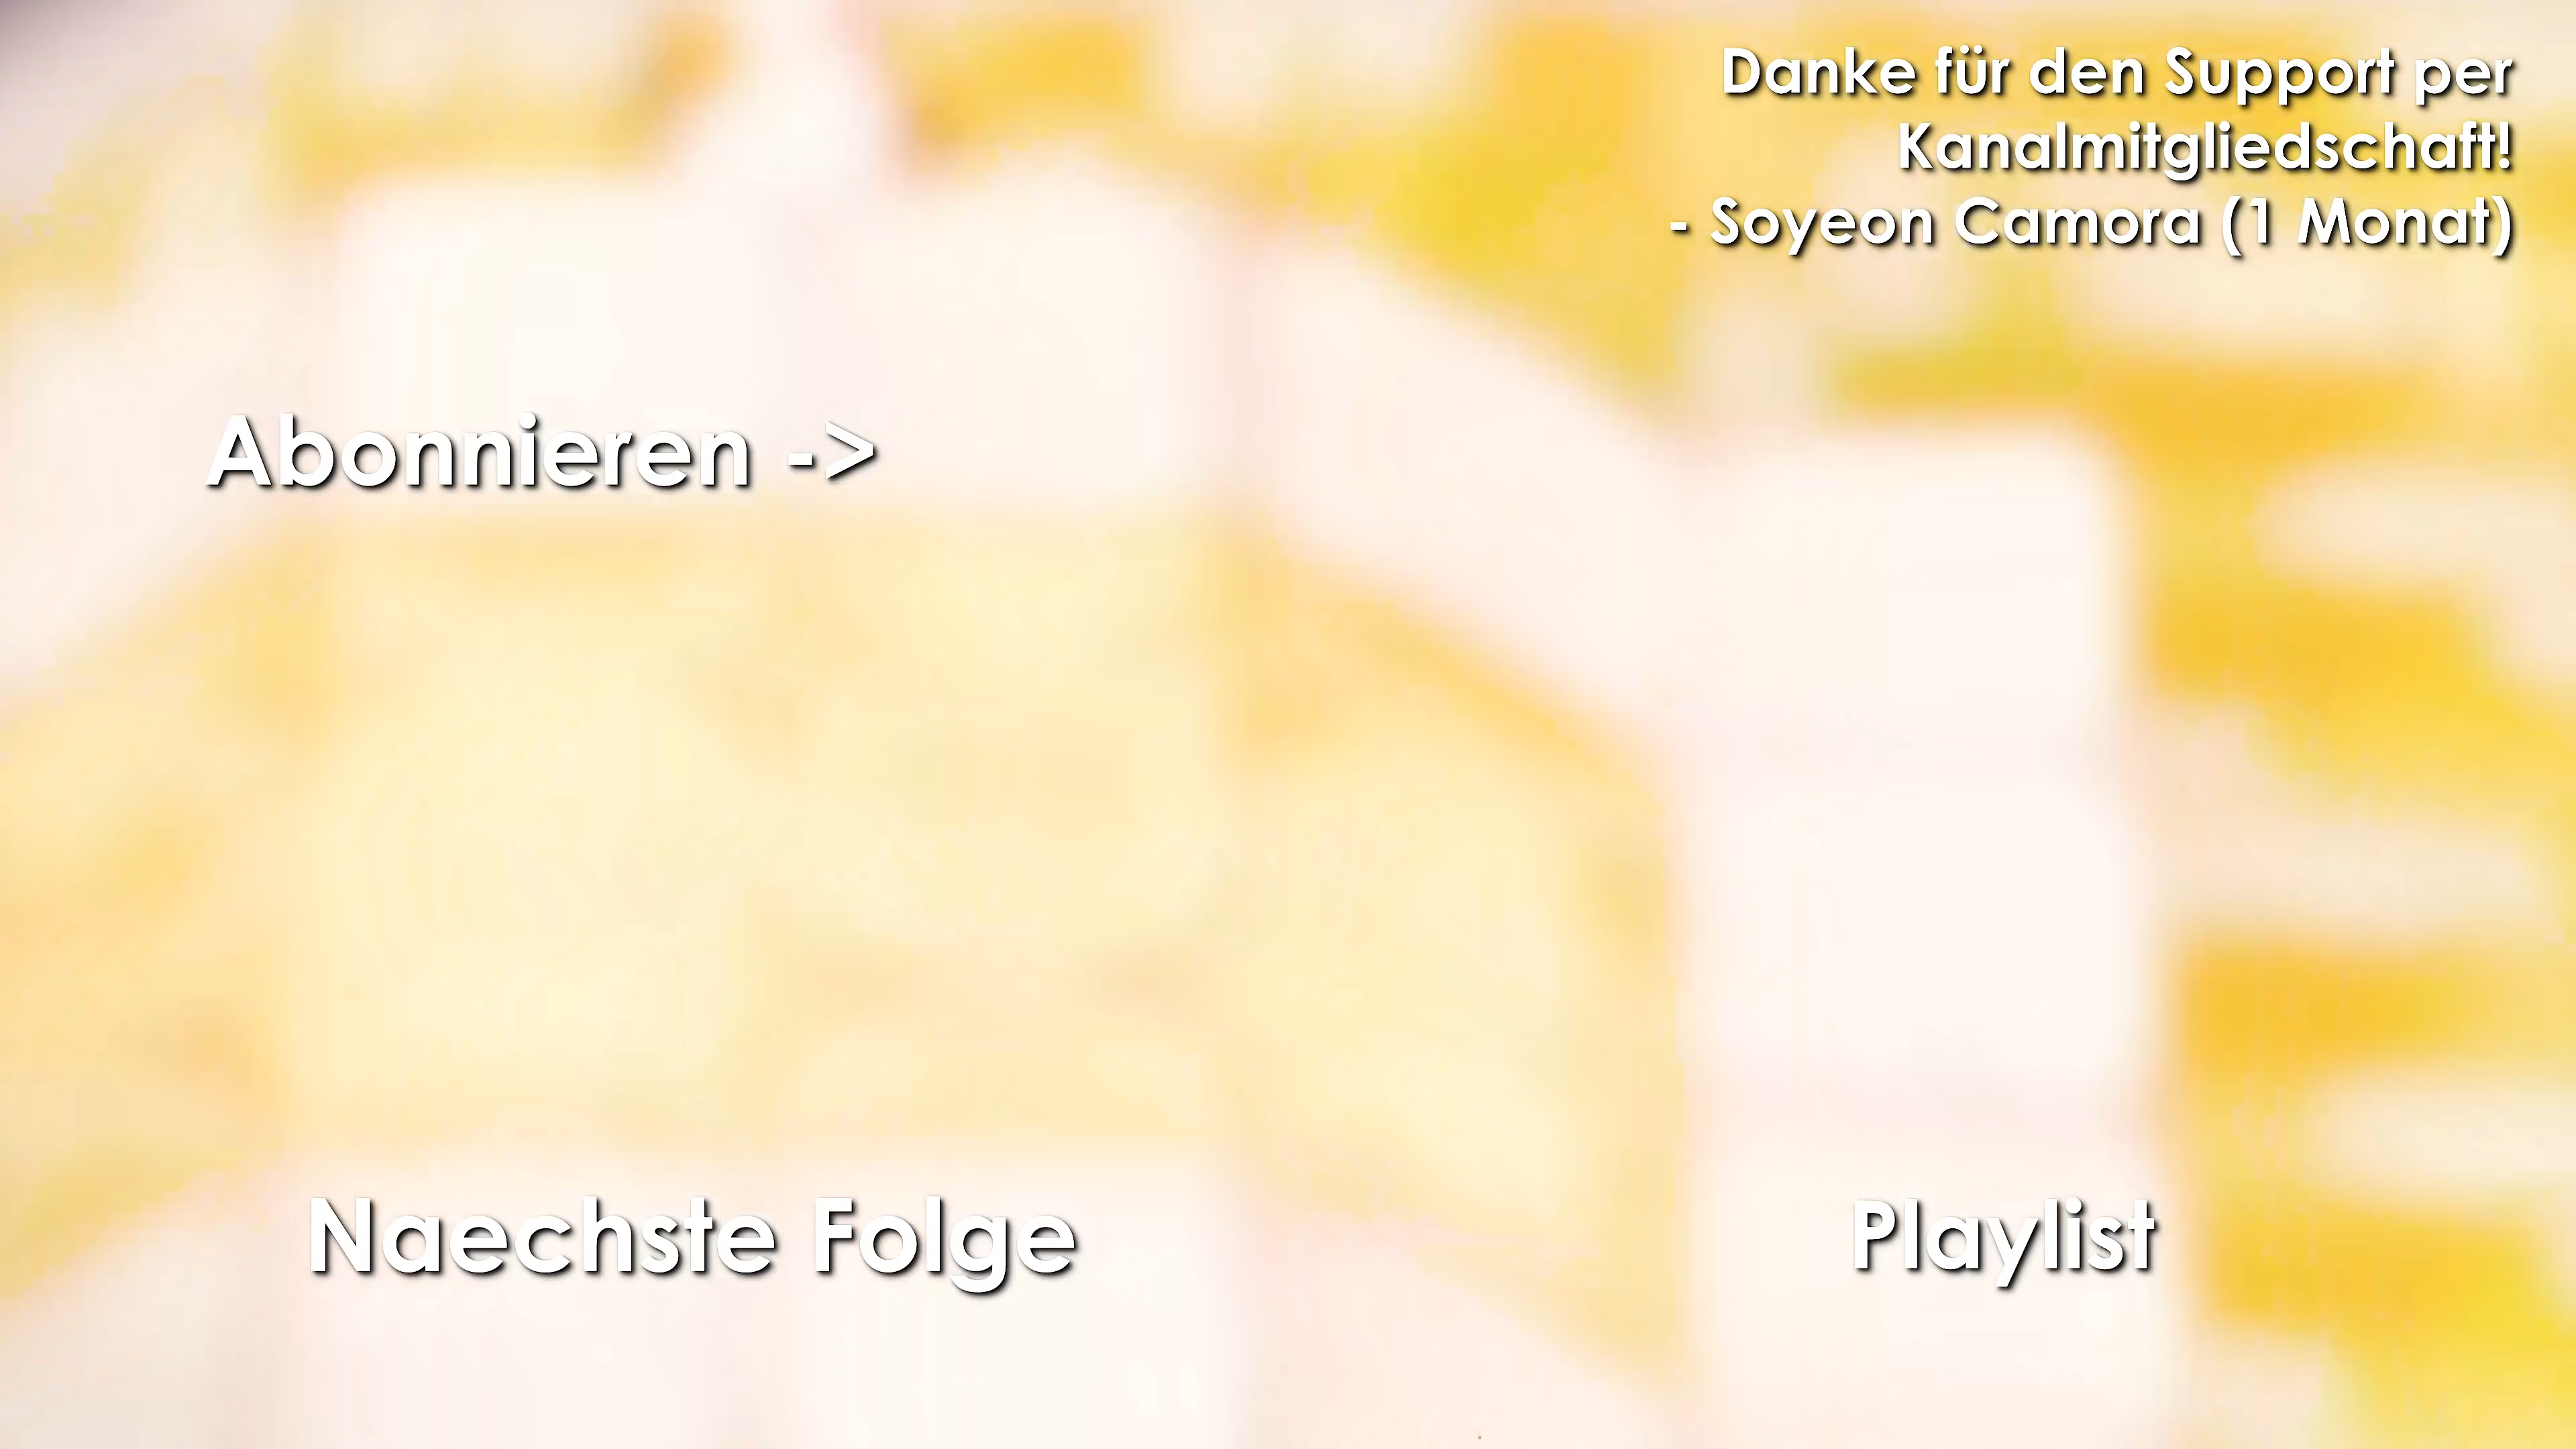 Danke für den Support per
Kanalmitgliedschaft!
- Soyeon Camora (1 Monat)
Abonnieren ->
Naechste Folge
Playlist